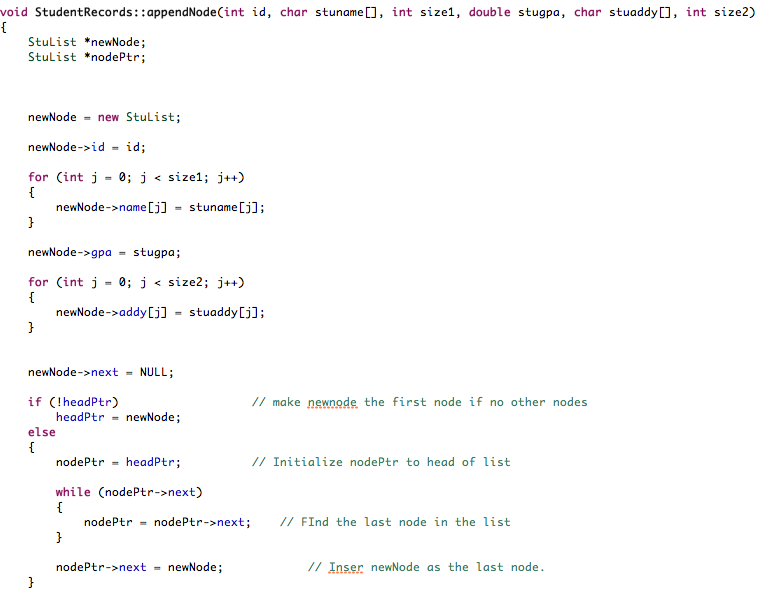 void StudentRecords::appendNode(int id, char stuname[], int size1, double stugpa, char stuaddy[], int size2)
{
    StuList *newNode;
    StuList *nodePtr;

    newNode = new StuList;

    newNode->id = id;

    for (int j = 0; j < size1; j++)
    {
        newNode->name[j] = stuname[j];
    }

    newNode->gpa = stugpa;

    for (int j = 0; j < size2; j++)
    {
        newNode->addy[j] = stuaddy[j];
    }

    newNode->next = NULL;

    if (!headPtr)                   // make newnode the first node if no other nodes
        headPtr = newNode;
    else
    {
        nodePtr = headPtr;          // Initialize nodePtr to head of list

        while (nodePtr->next)
        {
            nodePtr = nodePtr->next;    // FInd the last node in the list
        }

        nodePtr->next = newNode;            // Inser newNode as the last node.
    }